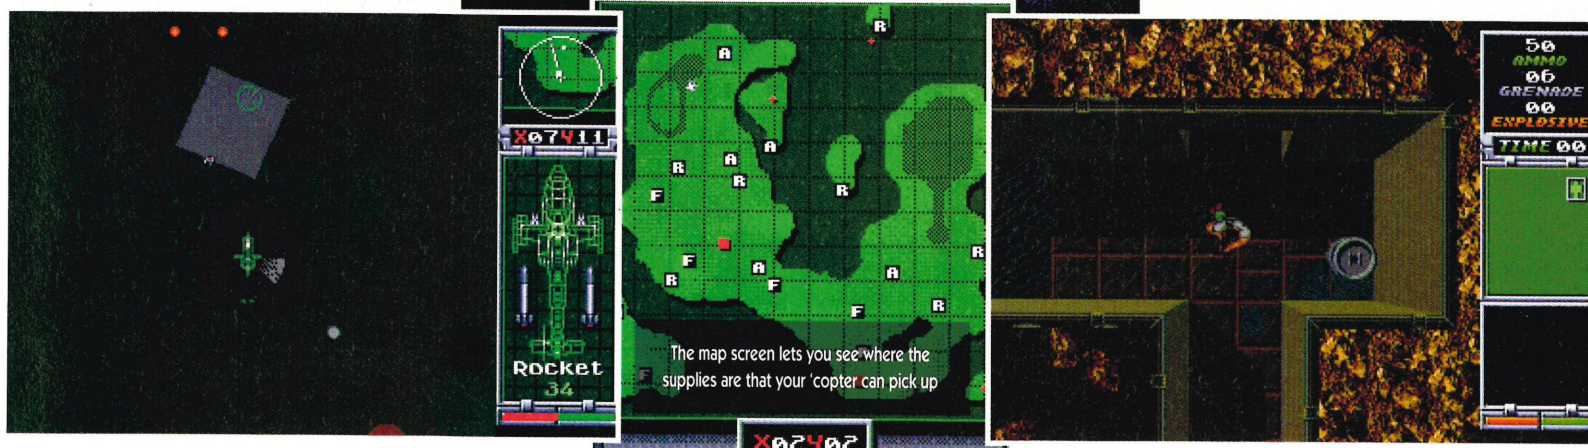 X07Y11
Rocket
34
R
A
A
R
A
R
R
F
R
F
R
A
F
A
F
R
F
The map screen lets you see where the
supplies are that your 'copter can pick up
X02Y02
50
AMMO
06
GRENADE
00
EXPLOSIVE
TIME 00